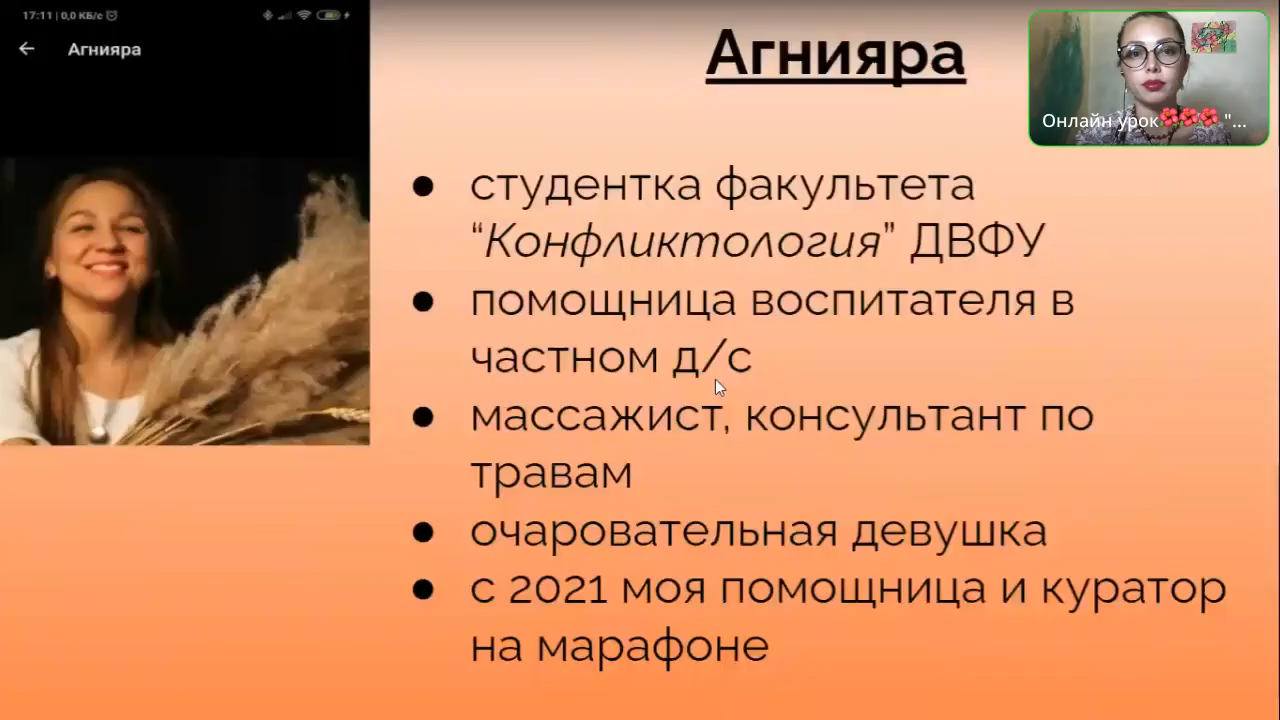 17:11 | 0,0 КБ/с
Агнияра
Агнияра
Онлайн урок🌺🌺🌺 "...
● студентка факультета
“Конфликтология” ДВФУ
● помощница воспитателя в
частном д/с
● массажист, консультант по
травам
● очаровательная девушка
● с 2021 моя помощница и куратор
на марафоне